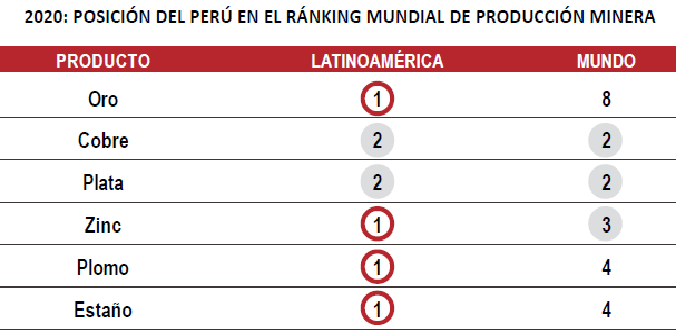 2020: POSICIÓN DEL PERÚ EN EL RÁNKING MUNDIAL DE PRODUCCIÓN MINERA
PRODUCTO LATINOAMÉRICA MUNDO
Oro 1 8
Cobre 2 2
Plata 2 2
Zinc 1 3
Plomo 1 4
Estaño 1 4